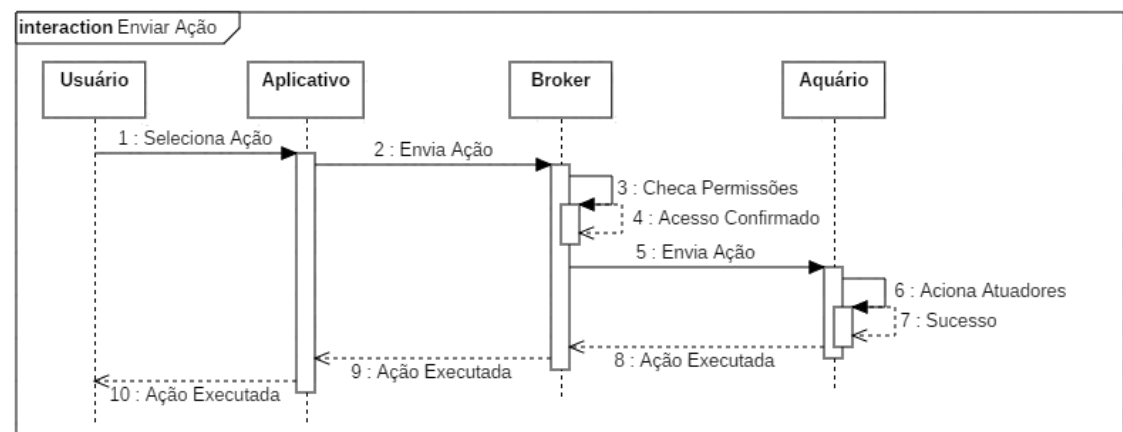 interaction Enviar Ação
Usuário
Aplicativo
Broker
Aquário
1 : Seleciona Ação
2 : Envia Ação
3 : Checa Permissões
4 : Acesso Confirmado
5 : Envia Ação
6 : Aciona Atuadores
7 : Sucesso
8 : Ação Executada
9 : Ação Executada
10 : Ação Executada